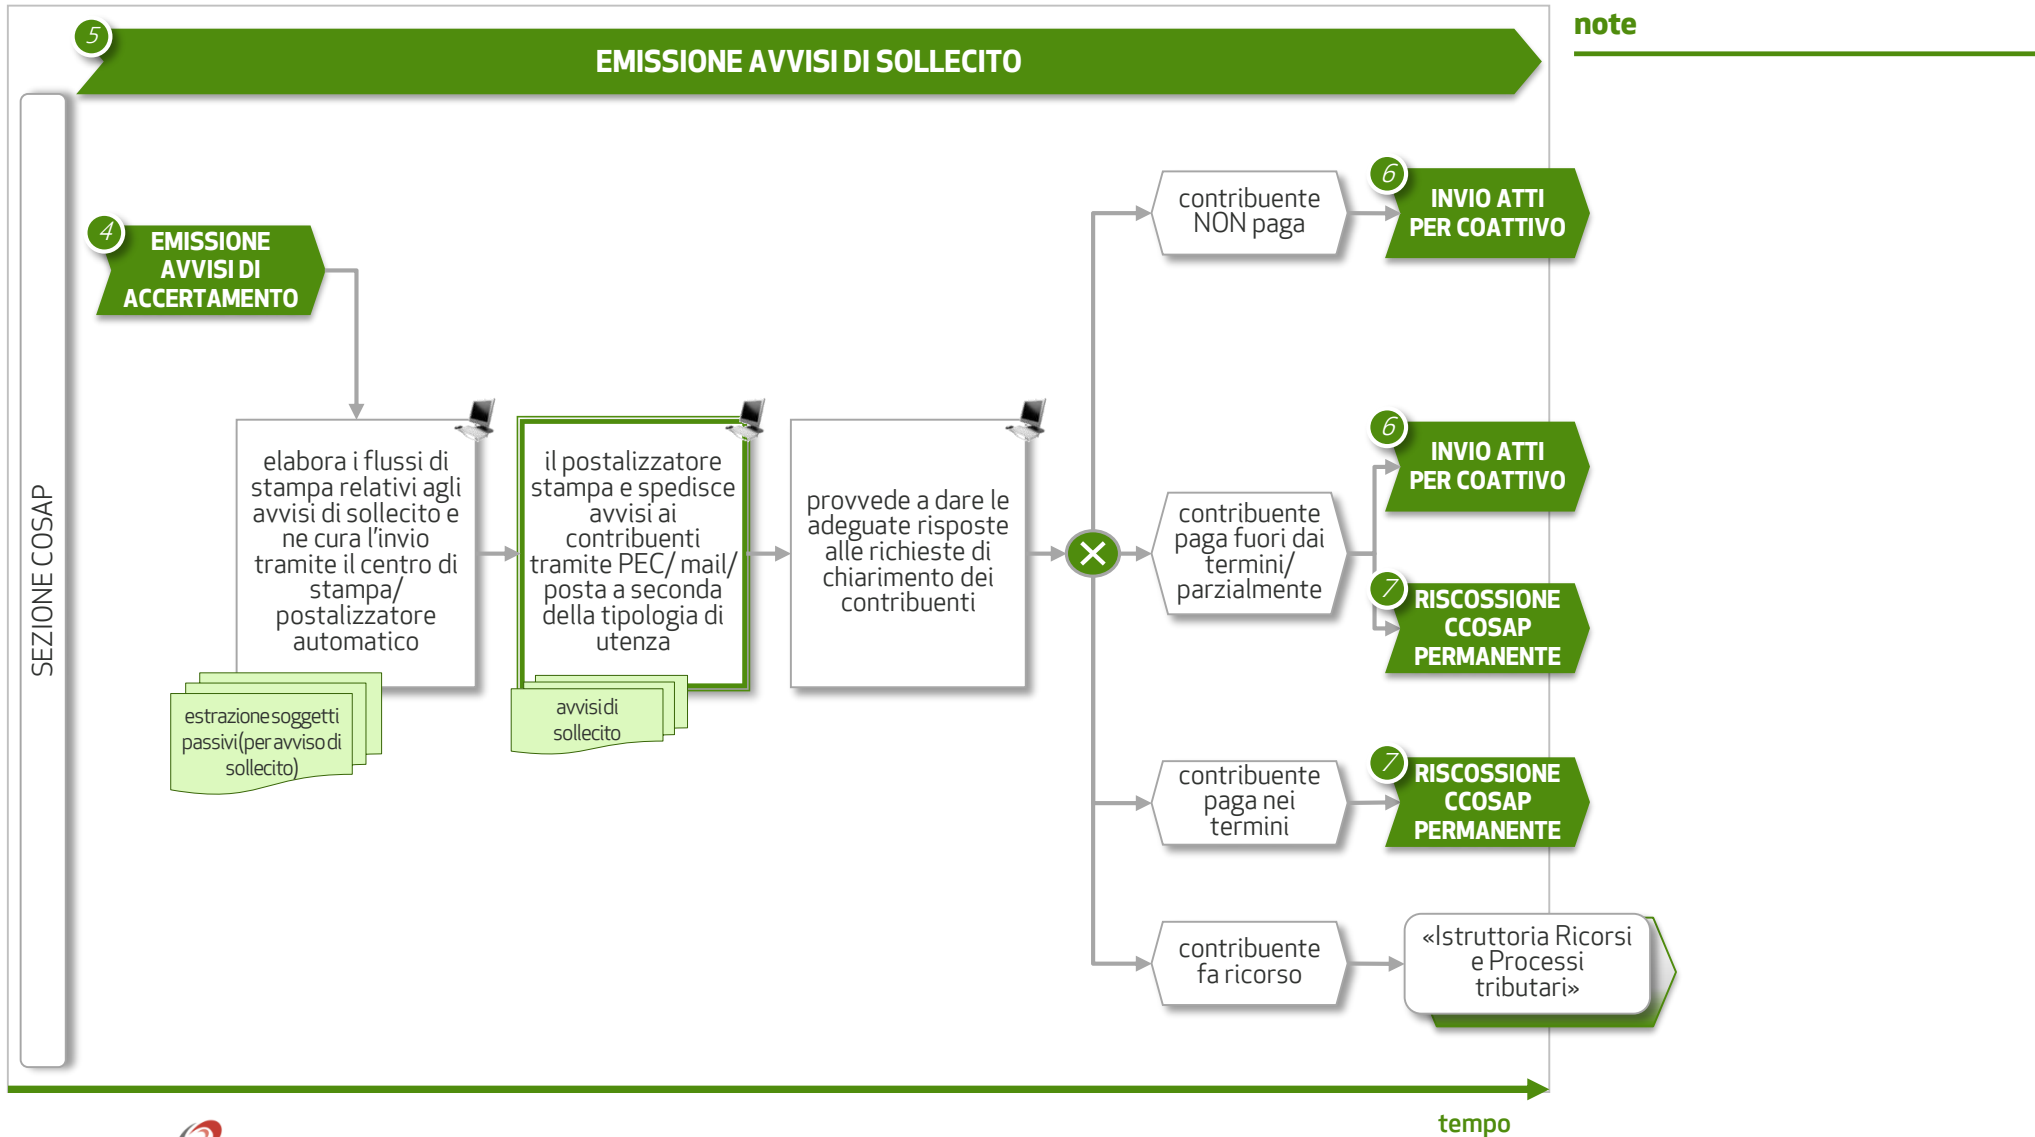 note
5
EMISSIONE AVVISI DI SOLLECITO
SEZIONE COSAP
4
EMISSIONE
AVVISI DI
ACCERTAMENTO
elabora i flussi di
stampa relativi agli
avvisi di sollecito e
ne cura l'invio
tramite il centro di
stampa/
postalizzatore
automatico
estrazione soggetti
passivi (per avviso di
sollecito)
il postalizzatore
stampa e spedisce
avvisi ai
contribuenti
tramite PEC/ mail/
posta a seconda
della tipologia di
utenza
avvisi di
sollecito
provvede a dare le
adeguate risposte
alle richieste di
chiarimento dei
contribuenti
contribuente
NON paga
6
INVIO ATTI
PER COATTIVO
contribuente
paga fuori dai
termini/
parzialmente
6
INVIO ATTI
PER COATTIVO
7
RISCOSSIONE
CCOSAP
PERMANENTE
contribuente
paga nei
termini
7
RISCOSSIONE
CCOSAP
PERMANENTE
contribuente
fa ricorso
«Istruttoria Ricorsi
e Processi
tributari»
tempo